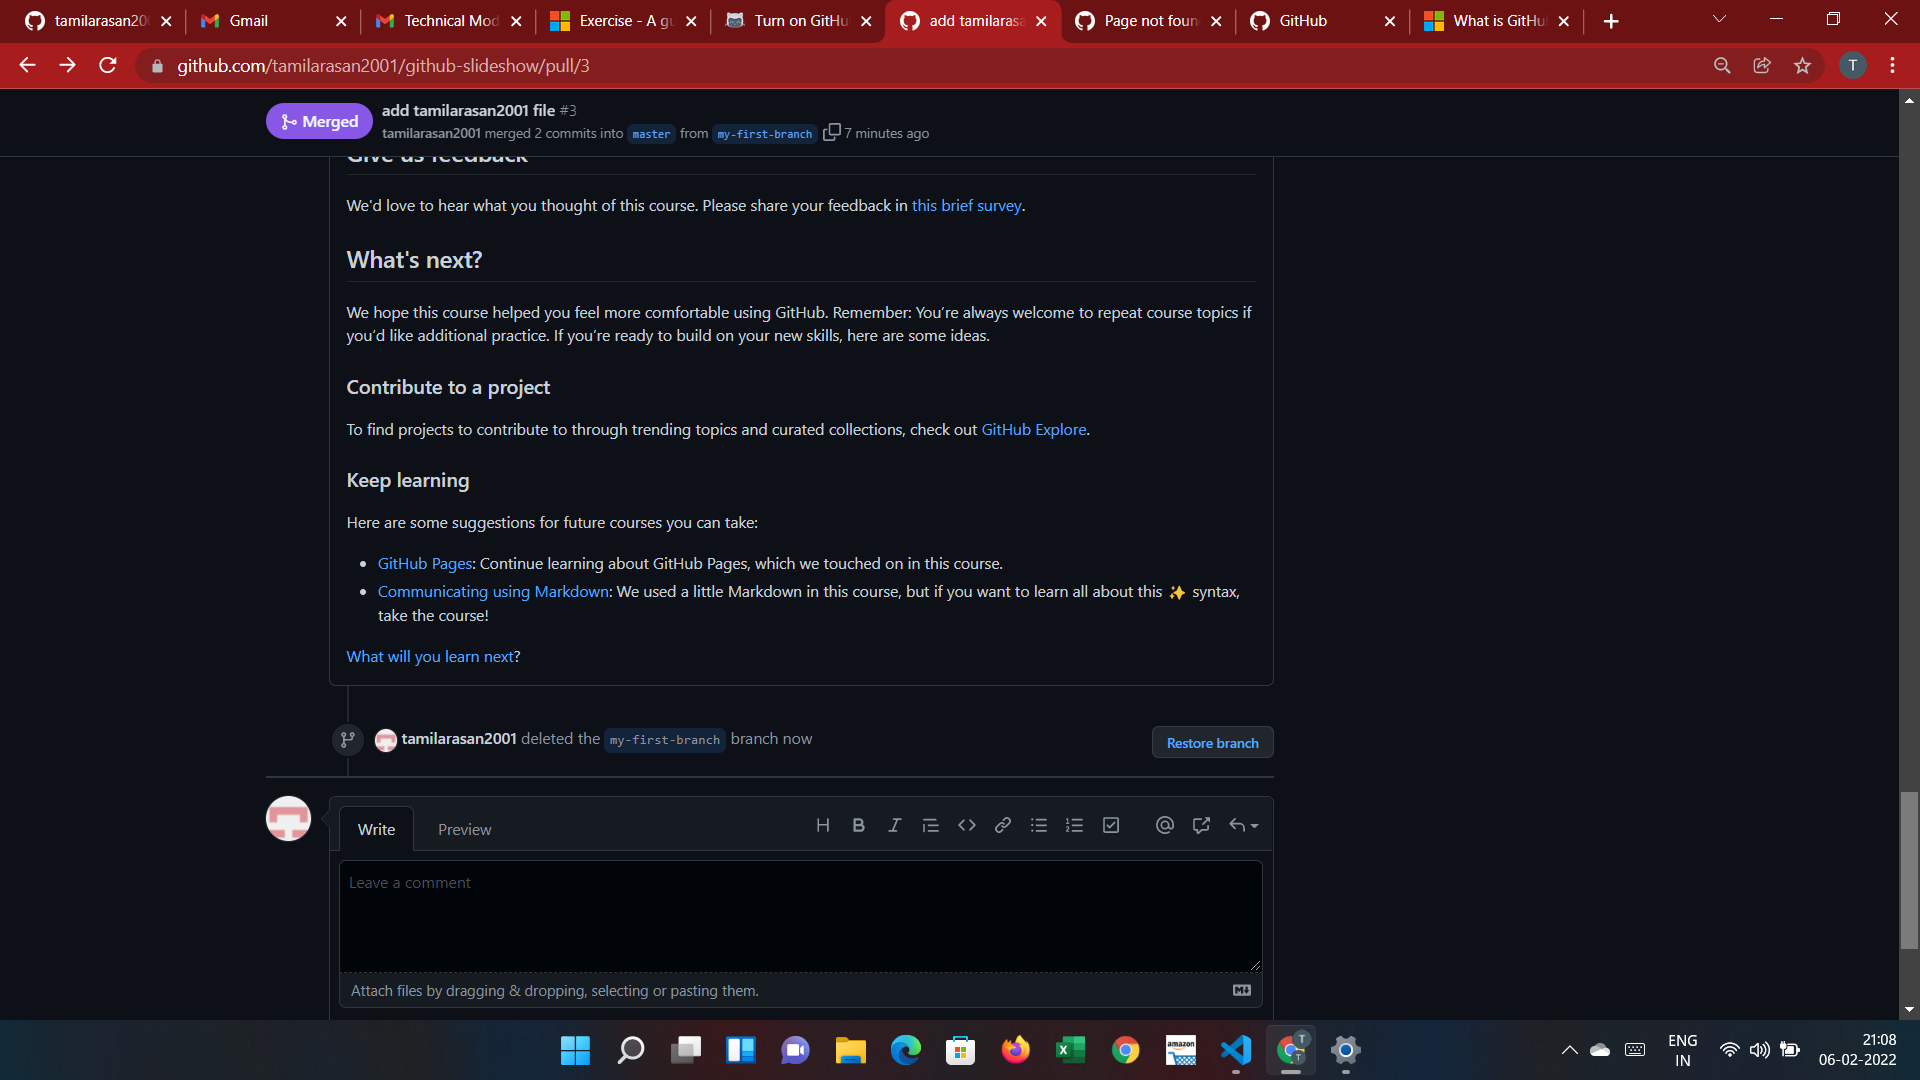 tamilarasan20
Gmail
Technical Mod
Exercise - A gu
Turn on GitHu
add tamilarasa
Page not foun
GitHub
What is GitHu
github.com/tamilarasan2001/github-slideshow/pull/3
T
Merged
add tamilarasan2001 file #3
tamilarasan2001 merged 2 commits into master from my-first-branch 7 minutes ago
Give us feedback
We'd love to hear what you thought of this course. Please share your feedback in this brief survey.
What's next?
We hope this course helped you feel more comfortable using GitHub. Remember: You're always welcome to repeat course topics if
you'd like additional practice. If you're ready to build on your new skills, here are some ideas.
Contribute to a project
To find projects to contribute to through trending topics and curated collections, check out GitHub Explore.
Keep learning
Here are some suggestions for future courses you can take:
GitHub Pages: Continue learning about GitHub Pages, which we touched on in this course.
Communicating using Markdown: We used a little Markdown in this course, but if you want to learn all about this ✨ syntax,
take the course!
What will you learn next?
tamilarasan2001 deleted the my-first-branch branch now
Restore branch
Write
Preview
Leave a comment
Attach files by dragging & dropping, selecting or pasting them.
amazon
T
T
ENG
IN
21:08
06-02-2022